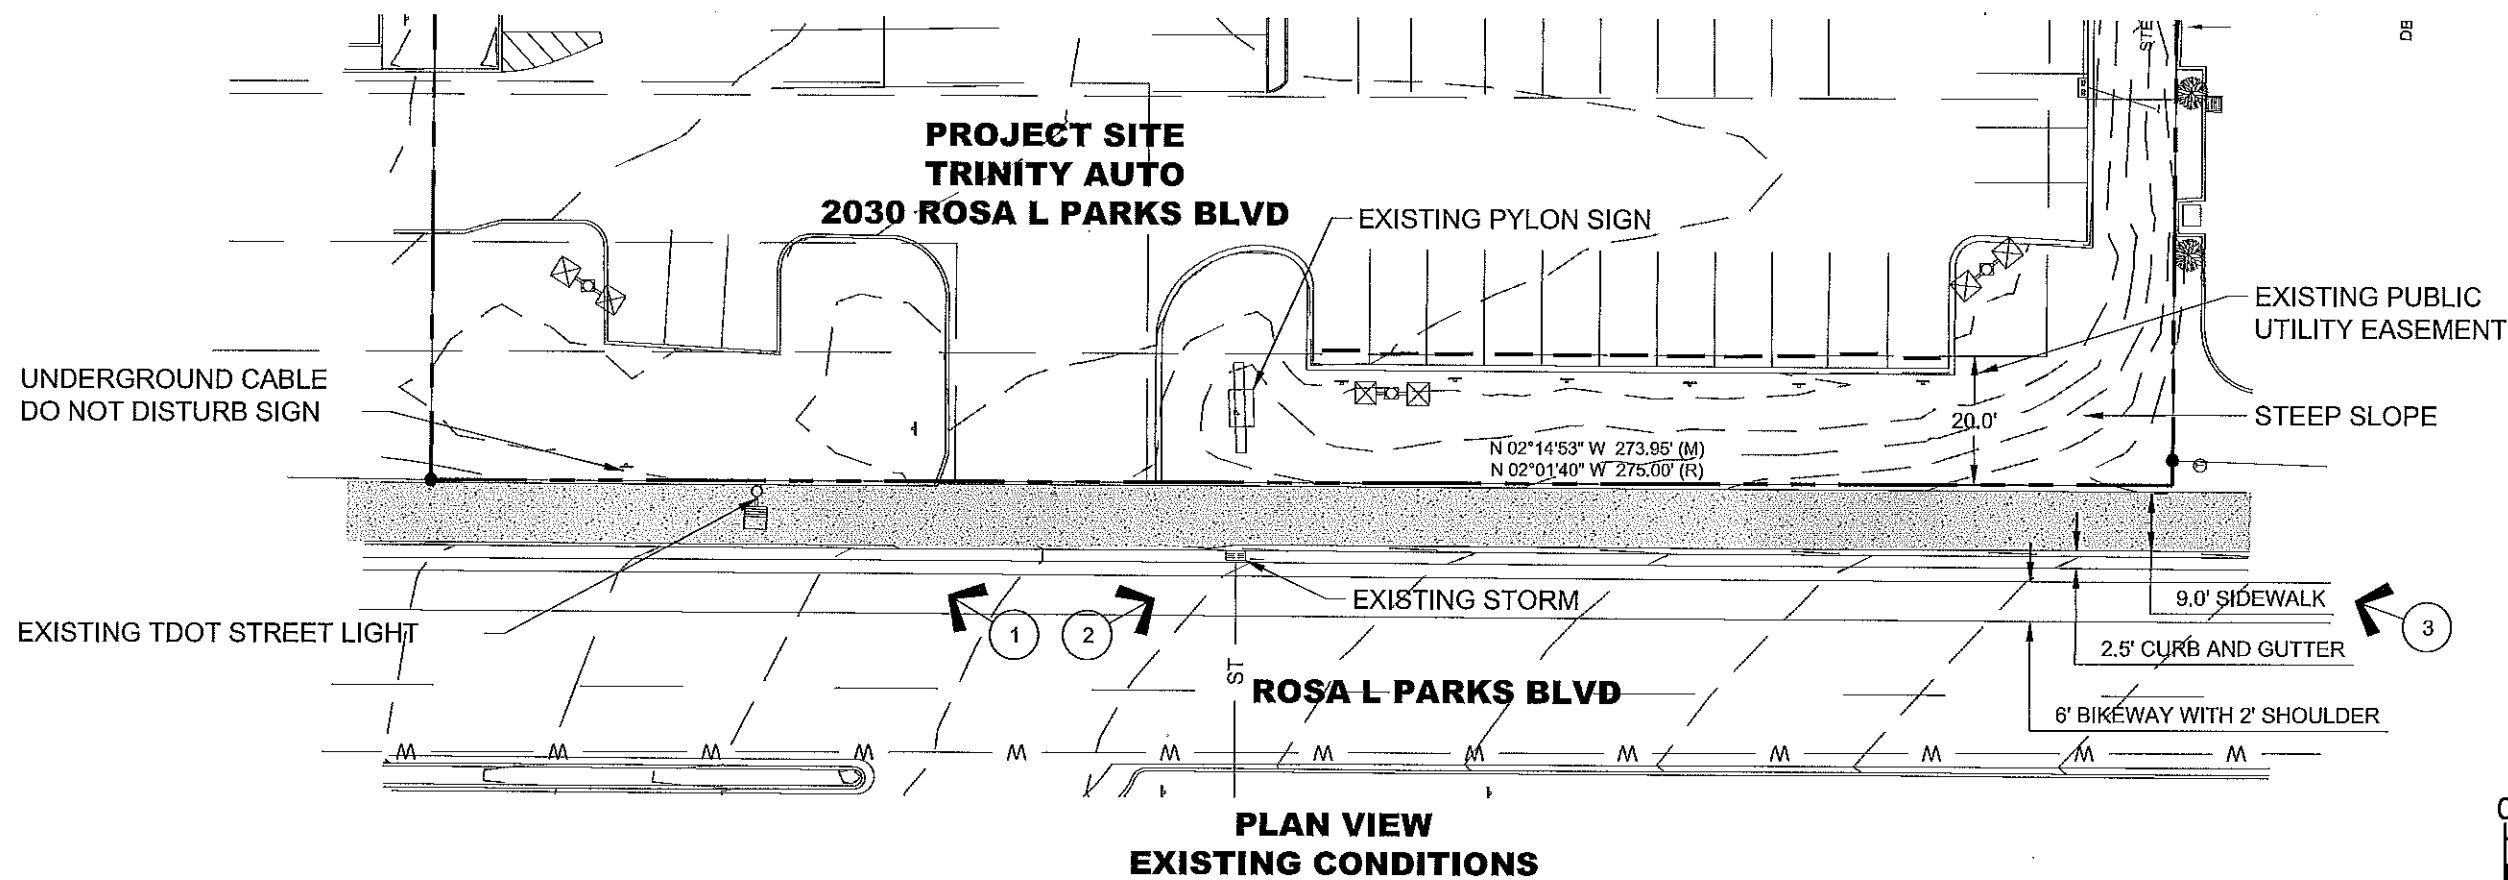 STE
DE
PROJECT SITE
TRINITY AUTO
2030 ROSA L PARKS BLVD
EXISTING PYLON SIGN
EXISTING PUBLIC
UTILITY EASEMENT
UNDERGROUND CABLE
DO NOT DISTURB SIGN
20.0'
STEEP SLOPE
N 02°14'53" W 273.95' (M)
N 02°01'40" W 275.00' (R)
EXISTING STORM
9.0' SIDEWALK
EXISTING TDOT STREET LIGHT
1
2
3
2.5' CURB AND GUTTER
ST
ROSA L PARKS BLVD
6' BIKEWAY WITH 2' SHOULDER
W W W W W W W W W W W W W
PLAN VIEW
EXISTING CONDITIONS